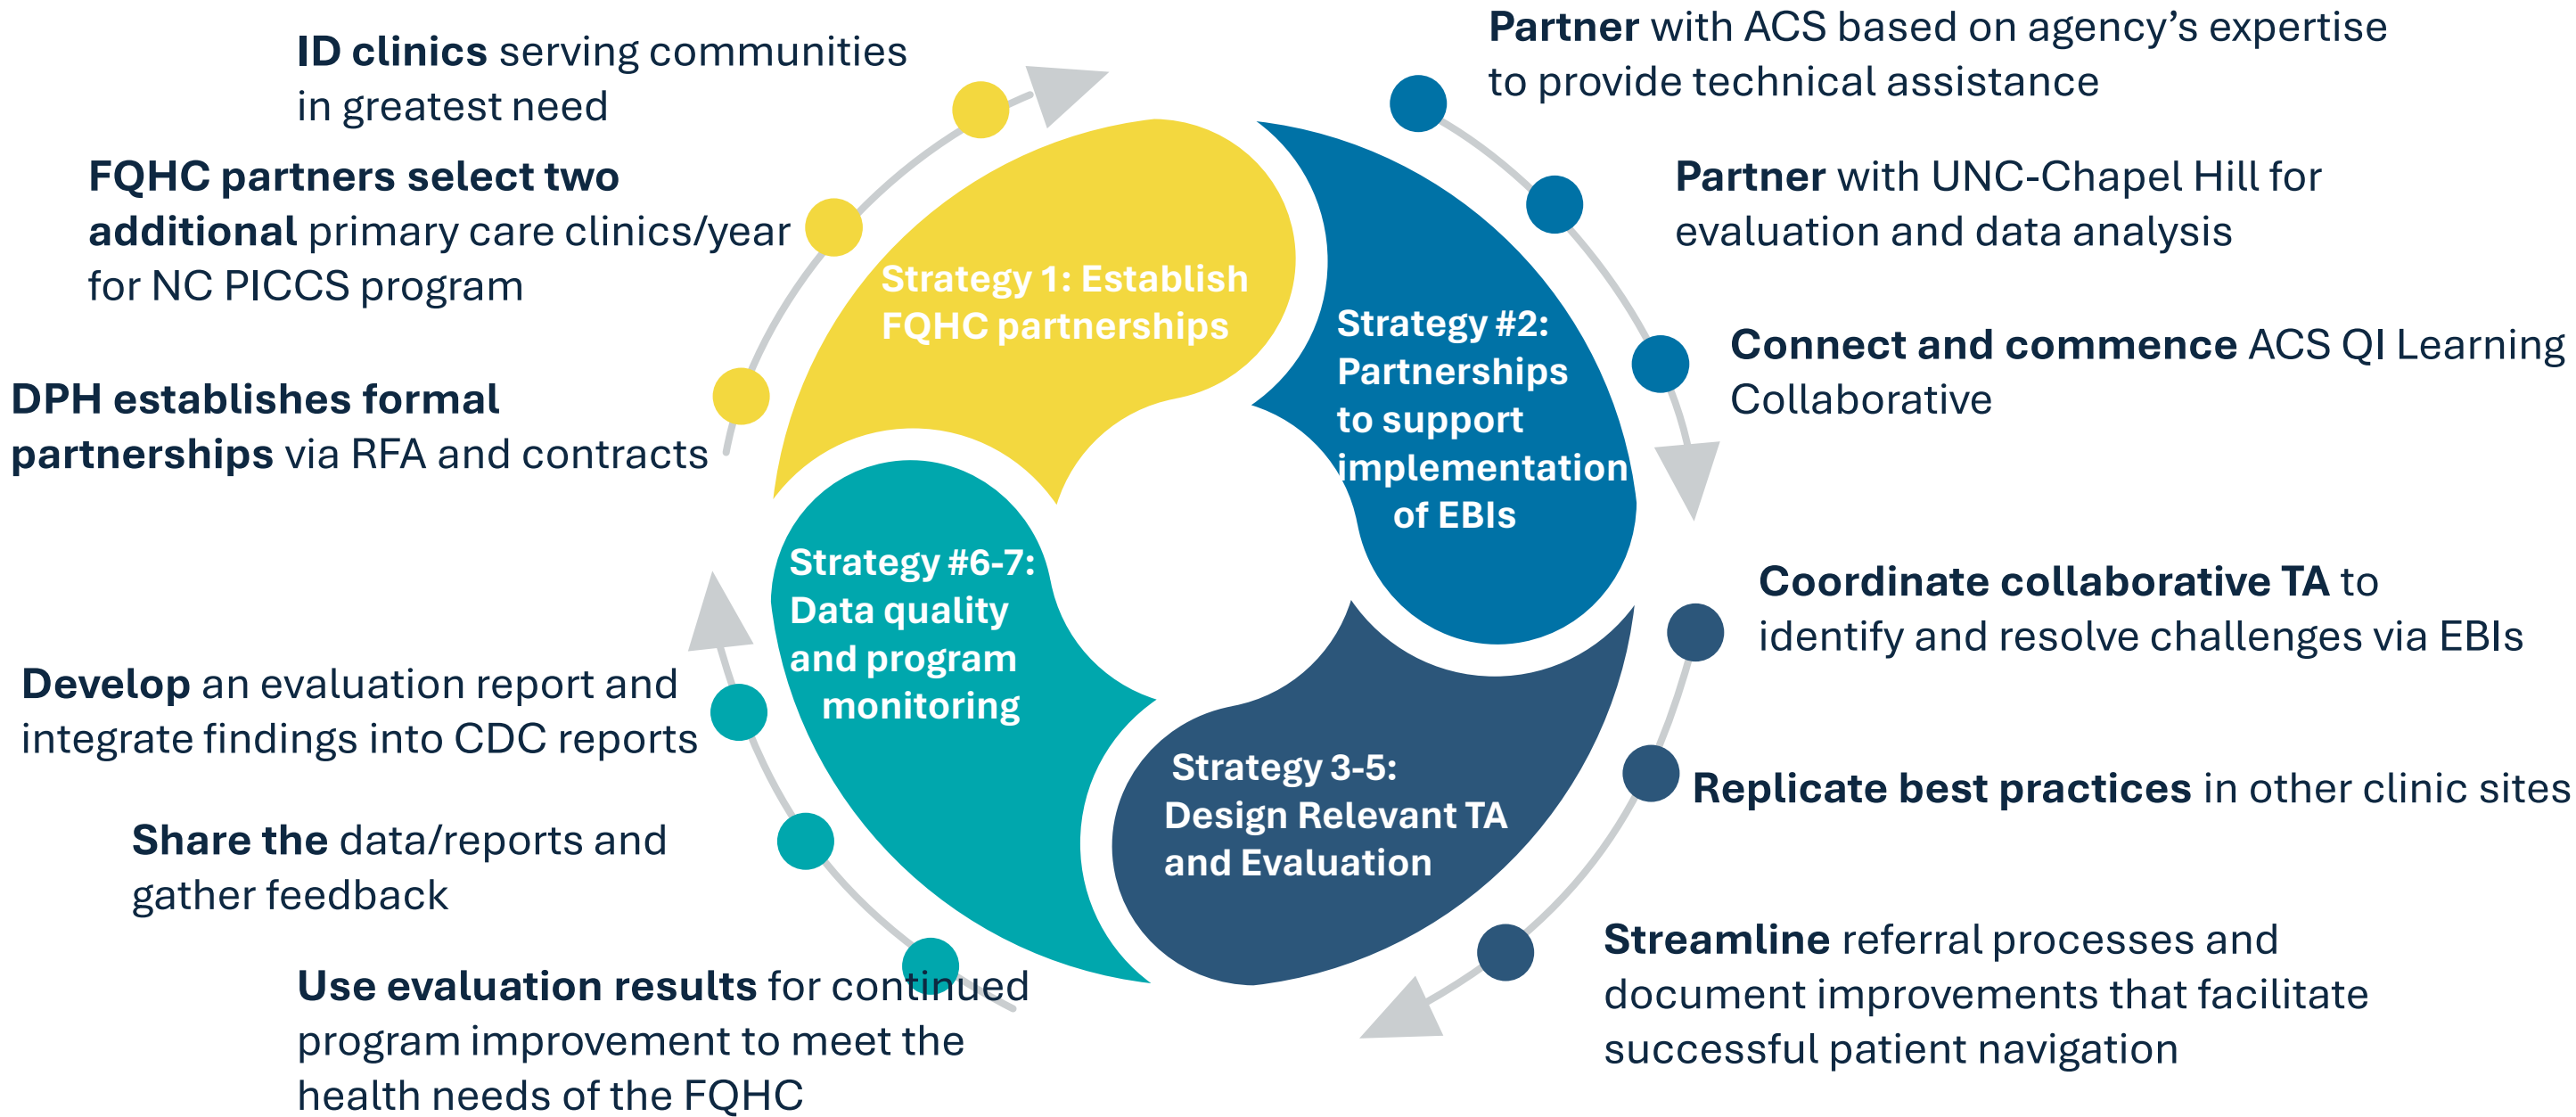 ID clinics serving communities
in greatest need
FQHC partners select two
additional primary care clinics/year
for NC PICCS program
DPH establishes formal
partnerships via RFA and contracts
Strategy 1: Establish
FQHC partnerships
Partner with ACS based on agency’s expertise
to provide technical assistance
Partner with UNC-Chapel Hill for
evaluation and data analysis
Connect and commence ACS QI Learning
Collaborative
Strategy #2:
Partnerships
to support
implementation
of EBIs
Coordinate collaborative TA to
identify and resolve challenges via EBIs
Replicate best practices in other clinic sites
Streamline referral processes and
document improvements that facilitate
successful patient navigation
Strategy 3-5:
Design Relevant TA
and Evaluation
Strategy #6-7:
Data quality
and program
monitoring
Develop an evaluation report and
integrate findings into CDC reports
Share the data/reports and
gather feedback
Use evaluation results for continued
program improvement to meet the
health needs of the FQHC